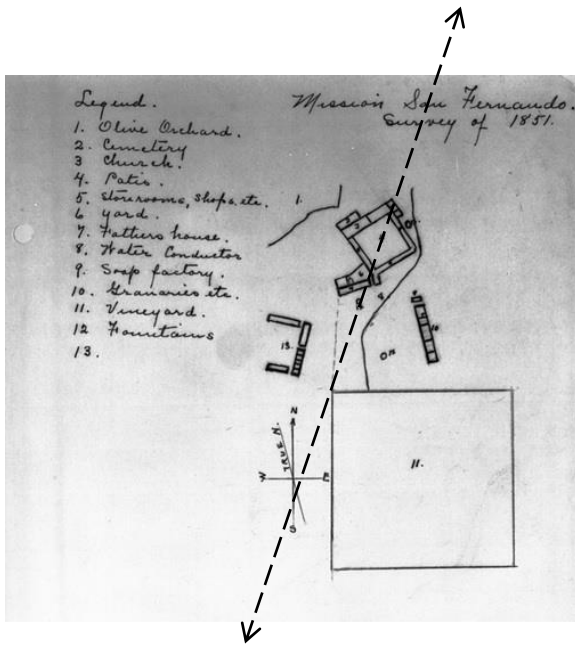 Legend.
Mission San Fernando.
Survey of 1851.
1. Olive Orchard.
2. Cemetery
3 Church.
4. Patio.
5. Storerooms, Shops, etc.
6 yard.
7. Fathers house.
8. Water Conductor
9. Soap factory.
10. Granaries etc.
11. Vineyard.
12 Fountains
13.
1.
13.
11.
N
TRUE N.
W
E
S